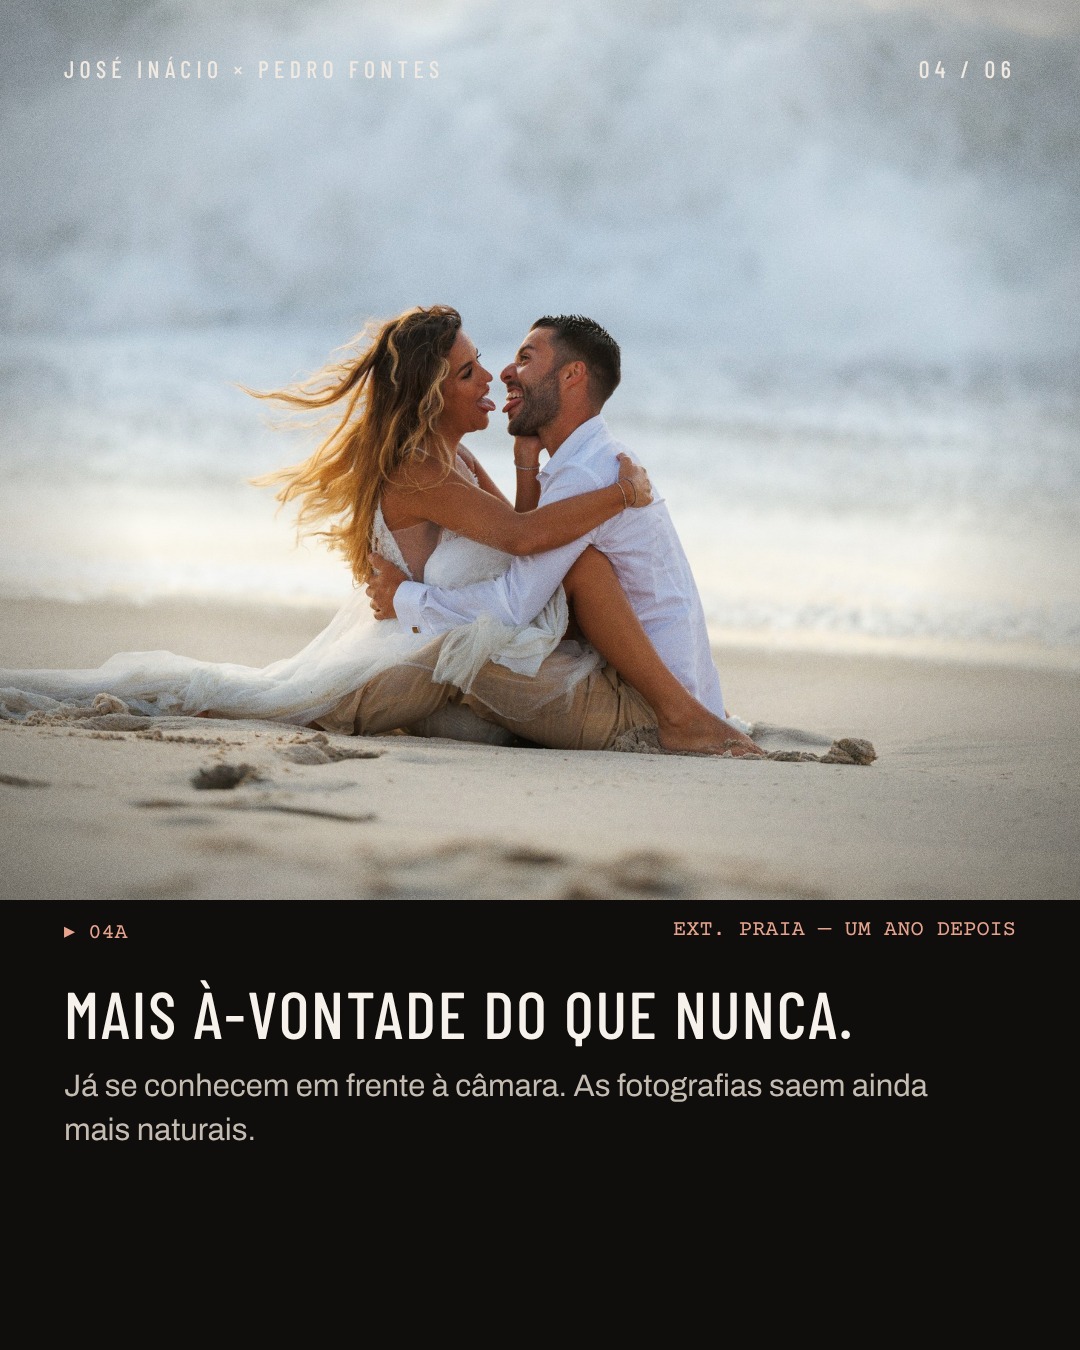 JOSÉ INÁCIO × PEDRO FONTES
04 / 06
▶ 04A
EXT. PRAIA — UM ANO DEPOIS
MAIS À-VONTADE DO QUE NUNCA.
Já se conhecem em frente à câmara. As fotografias saem ainda
mais naturais.